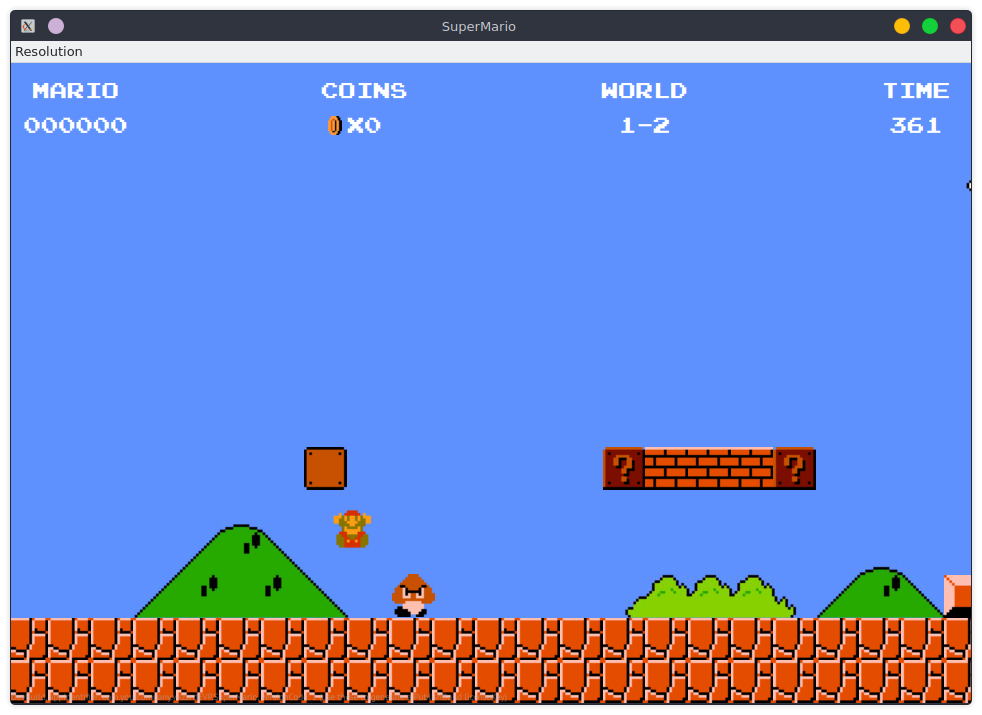 SuperMario
Resolution
MARIO COINS WORLD TIME
000000 X0 1-2 361
? ?